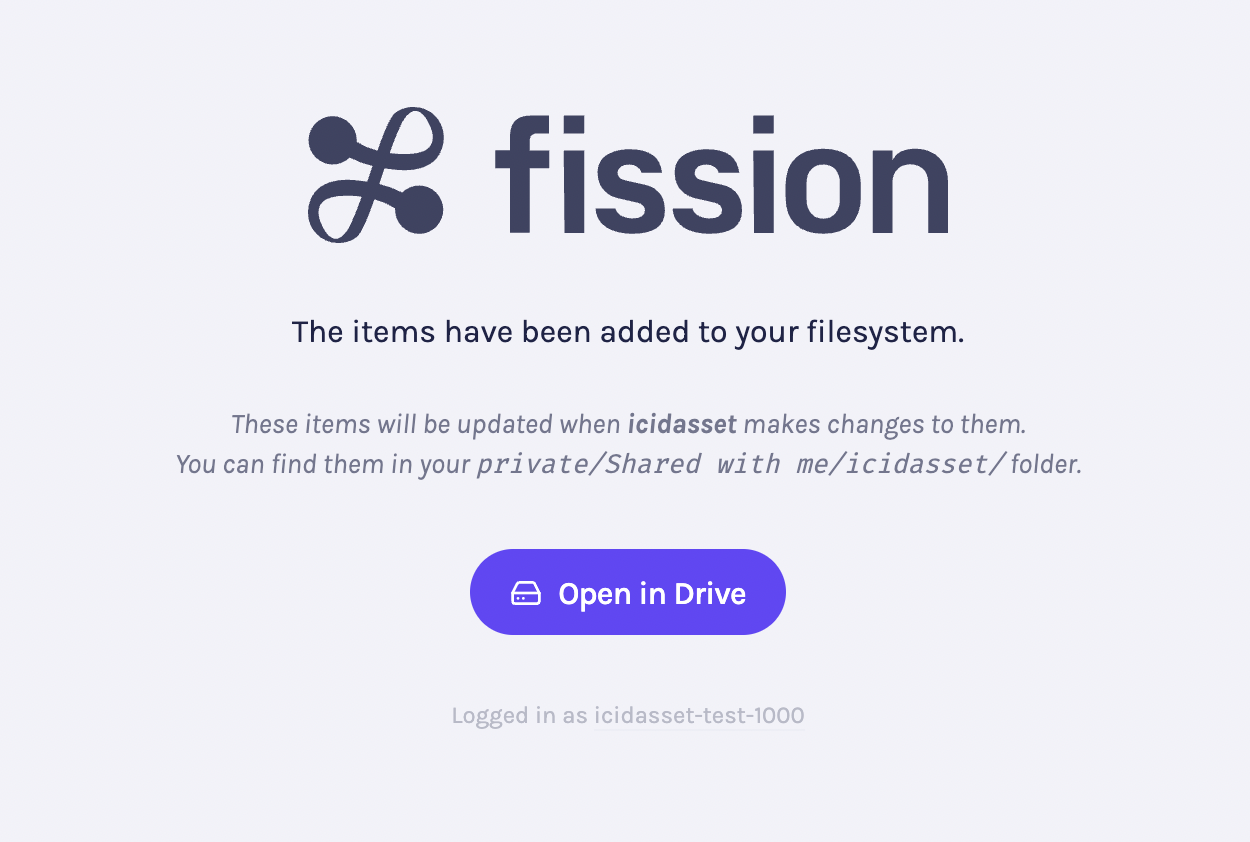 fission
The items have been added to your filesystem.
These items will be updated when icidasset makes changes to them.
You can find them in your private/Shared with me/icidasset/ folder.
Open in Drive
Logged in as icidasset-test-1000